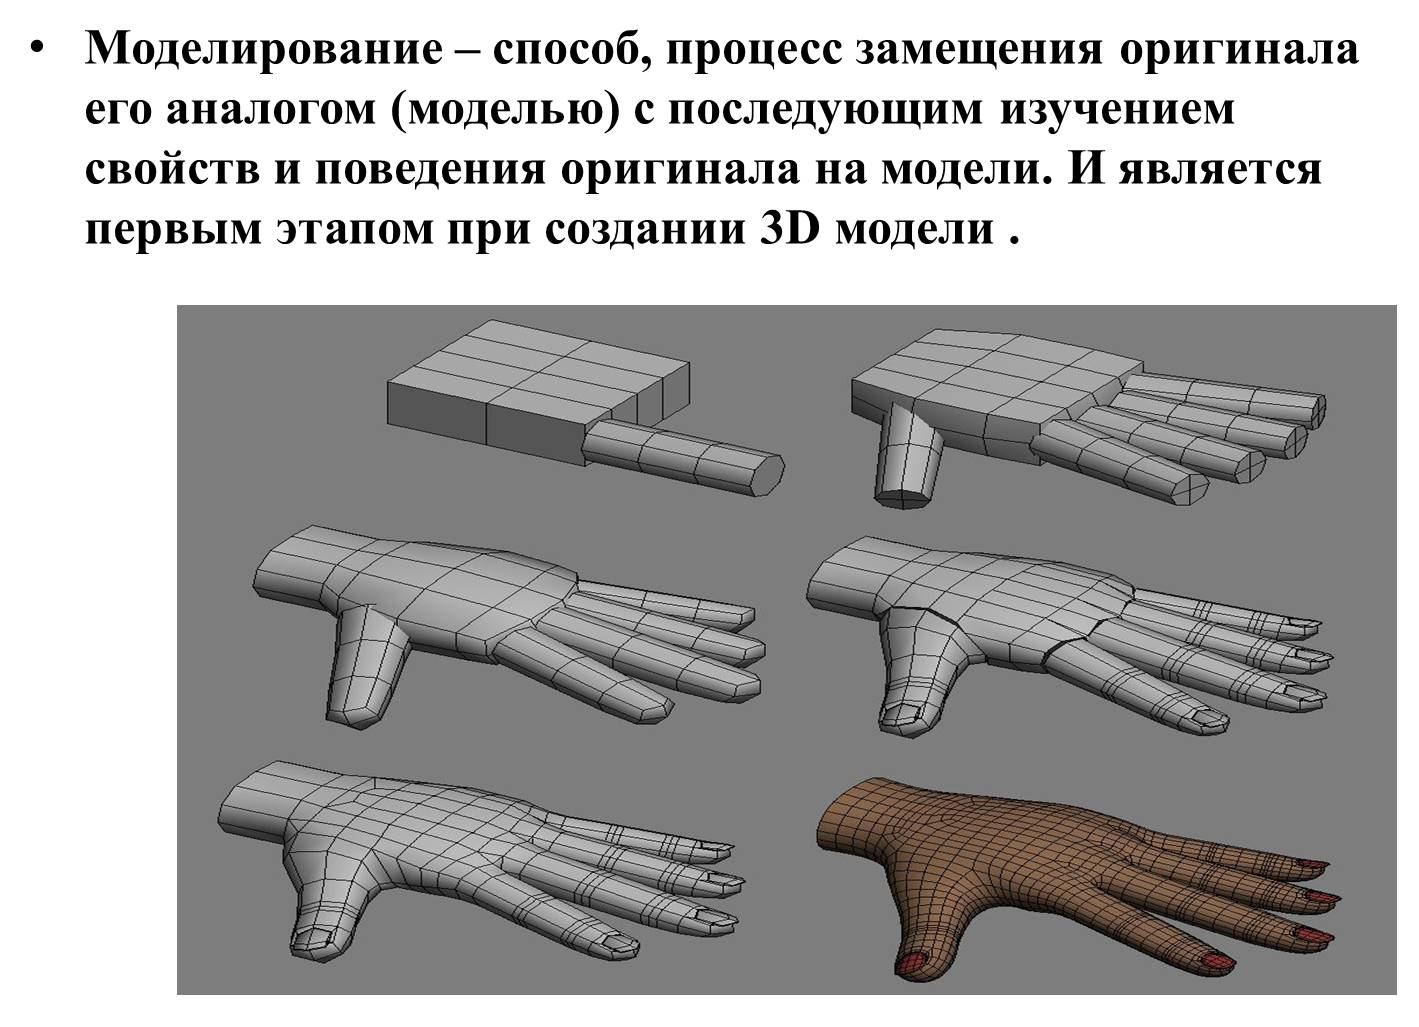 • Моделирование – способ, процесс замещения оригинала
его аналогом (моделью) с последующим изучением
свойств и поведения оригинала на модели. И является
первым этапом при создании 3D модели .